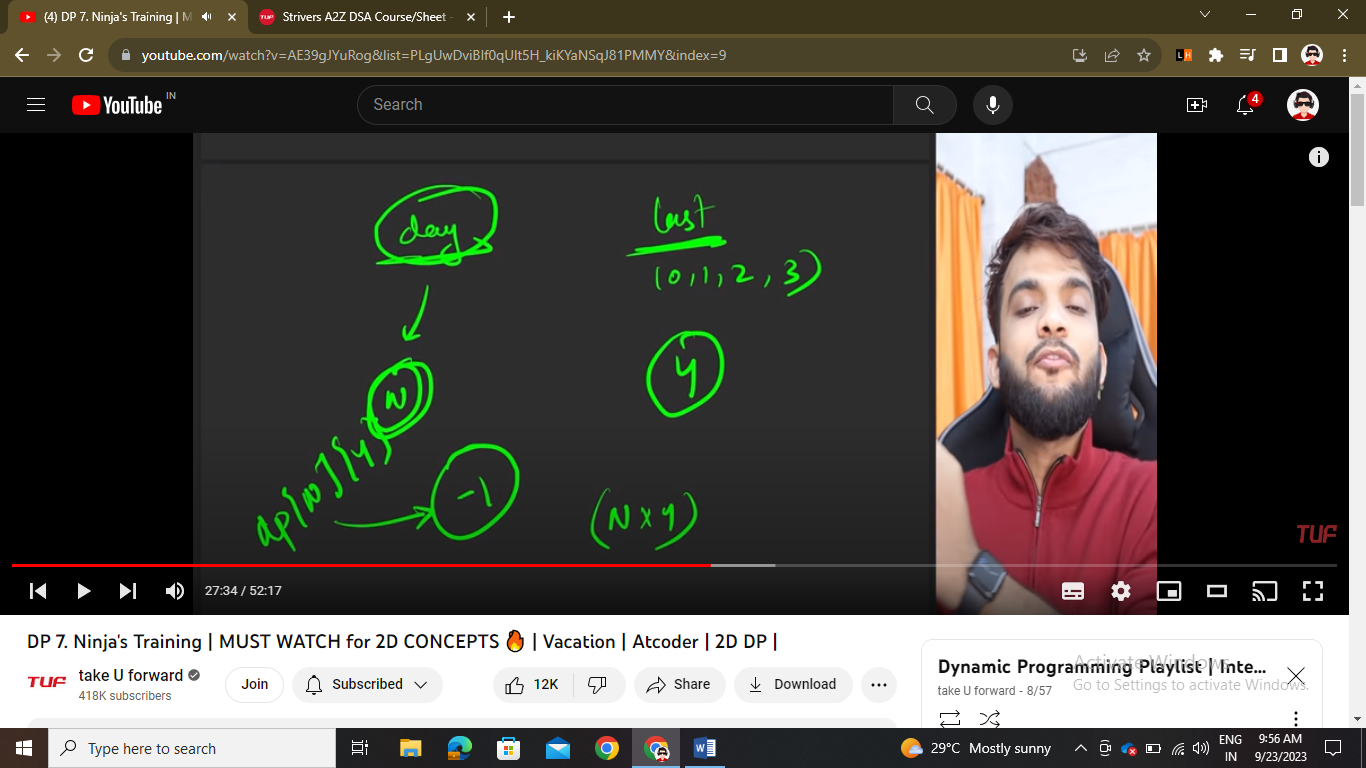 (4) DP 7. Ninja's Training | M
Strivers A2Z DSA Course/Sheet -
youtube.com/watch?v=AE39gJYuRog&list=PLgUwDviBIf0qUlt5H_kiKYaNSqJ81PMMY&index=9
YouTube IN
Search
4
day
last
(0,1,2,3)
N
4
dp[N][4]
-1
(N x 4)
TUF
27:34 / 52:17
DP 7. Ninja's Training | MUST WATCH for 2D CONCEPTS 🔥 | Vacation | Atcoder | 2D DP |
TUF
take U forward
418K subscribers
Join
Subscribed
12K
Share
Download
Dynamic Programming Playlist | Inte...
take U forward - 8/57
Activate Windows
Go to Settings to activate Windows.
Type here to search
29°C Mostly sunny
ENG
IN
9:56 AM
9/23/2023